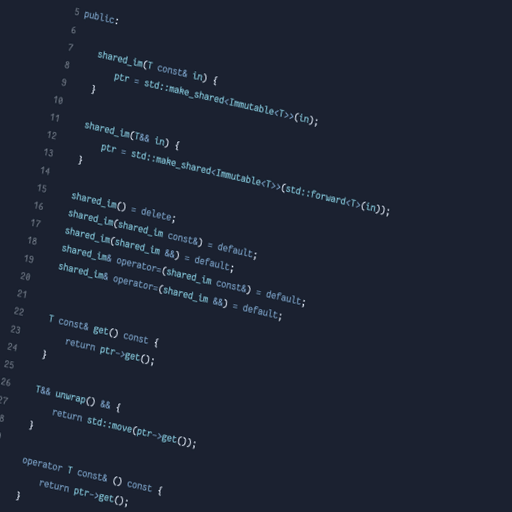 5 public:
6
7
8 shared_im(T const& in) {
9 ptr = std::make_shared<Immutable<T>>(in);
10 }
11
12 shared_im(T&& in) {
13 ptr = std::make_shared<Immutable<T>>(std::forward<T>(in));
14 }
15
16 shared_im() = delete;
17 shared_im(shared_im const&) = default;
18 shared_im(shared_im &&) = default;
19 shared_im& operator=(shared_im const&) = default;
20 shared_im& operator=(shared_im &&) = default;
21
22
23 T const& get() const {
24 return ptr->get();
25 }
26
27 T&& unwrap() && {
8 return std::move(ptr->get());
}
operator T const& () const {
return ptr->get();
}